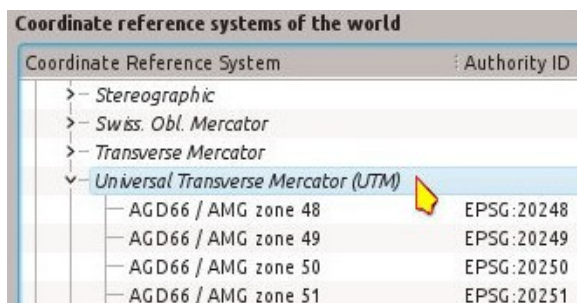 Coordinate reference systems of the world
Coordinate Reference System Authority ID
Stereographic
Swiss. Obl. Mercator
Transverse Mercator
Universal Transverse Mercator (UTM)
AGD66 / AMG zone 48 EPSG:20248
AGD66 / AMG zone 49 EPSG:20249
AGD66 / AMG zone 50 EPSG:20250
AGD66 / AMG zone 51 EPSG:20251